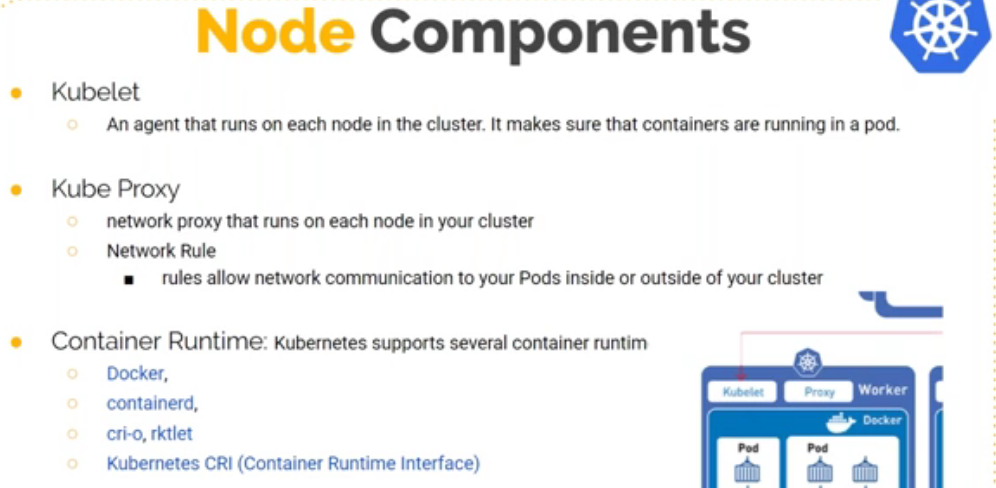 Node Components
Kubelet
An agent that runs on each node in the cluster. It makes sure that containers are running in a pod.
Kube Proxy
network proxy that runs on each node in your cluster
Network Rule
rules allow network communication to your Pods inside or outside of your cluster
Container Runtime: Kubernetes supports several container runtim
Docker,
containerd,
cri-o, rktlet
Kubernetes CRI (Container Runtime Interface)
Kubelet Proxy Worker
Docker
Pod Pod